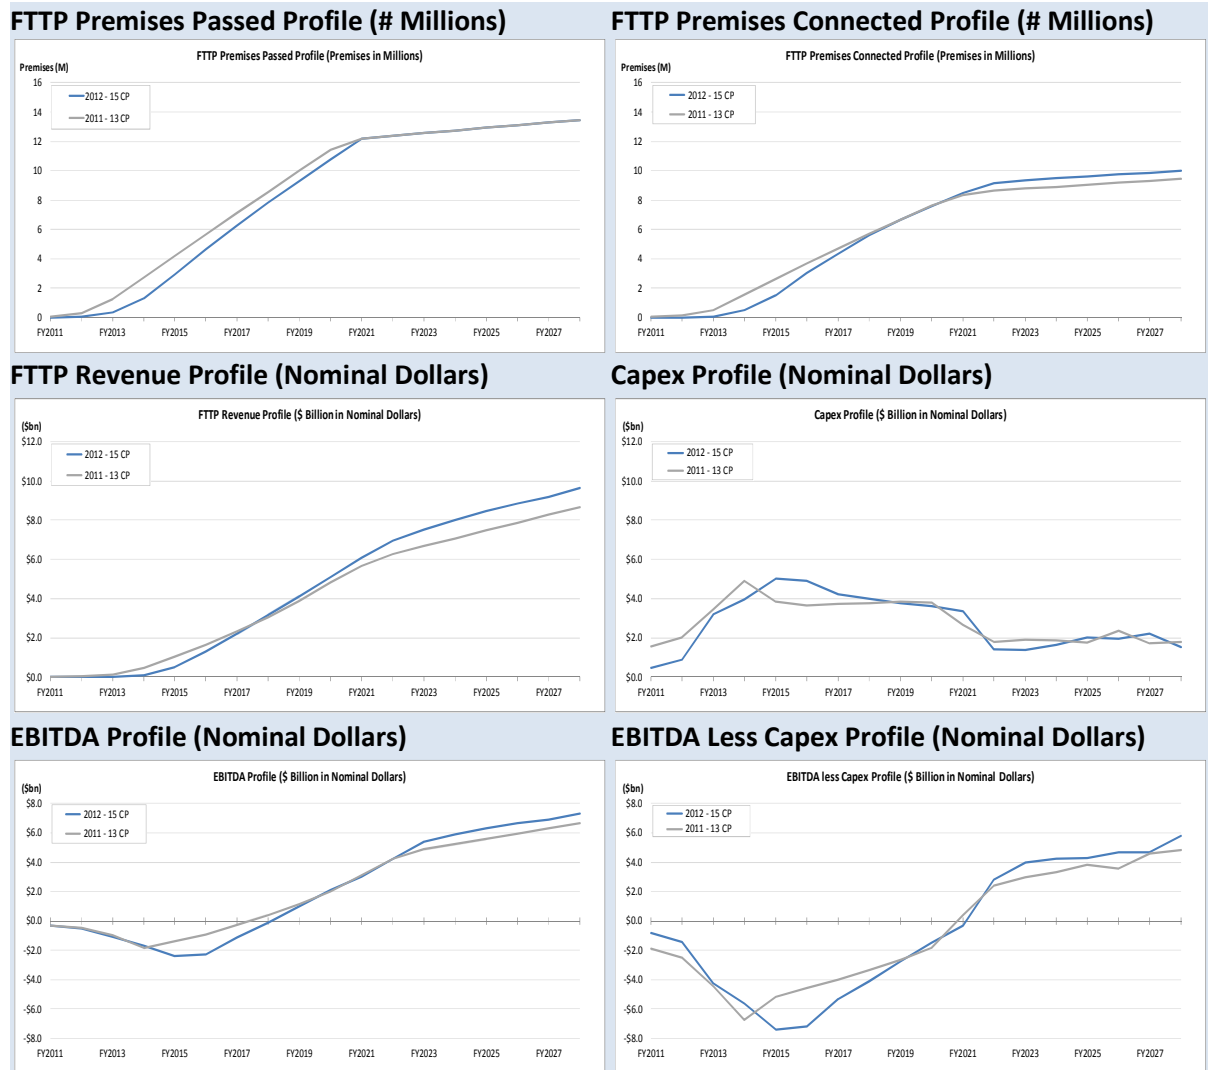 FTTP Premises Passed Profile (# Millions)
FTTP Premises Passed Profile (Premises in Millions)
Premises (M)
16
14
12
10
8
6
4
2
0
2012 - 15 CP
2011 - 13 CP
FY2011 FY2013 FY2015 FY2017 FY2019 FY2021 FY2023 FY2025 FY2027
FTTP Premises Connected Profile (# Millions)
FTTP Premises Connected Profile (Premises in Millions)
Premises (M)
16
14
12
10
8
6
4
2
0
2012 - 15 CP
2011 - 13 CP
FY2011 FY2013 FY2015 FY2017 FY2019 FY2021 FY2023 FY2025 FY2027
FTTP Revenue Profile (Nominal Dollars)
FTTP Revenue Profile ($ Billion in Nominal Dollars)
($bn)
$12.0
$10.0
$8.0
$6.0
$4.0
$2.0
$0.0
2012 - 15 CP
2011 - 13 CP
FY2011 FY2013 FY2015 FY2017 FY2019 FY2021 FY2023 FY2025 FY2027
Capex Profile (Nominal Dollars)
Capex Profile ($ Billion in Nominal Dollars)
($bn)
$12.0
$10.0
$8.0
$6.0
$4.0
$2.0
$0.0
2012 - 15 CP
2011 - 13 CP
FY2011 FY2013 FY2015 FY2017 FY2019 FY2021 FY2023 FY2025 FY2027
EBITDA Profile (Nominal Dollars)
EBITDA Profile ($ Billion in Nominal Dollars)
($bn)
$8.0
$6.0
$4.0
$2.0
$0.0
-$2.0
-$4.0
-$6.0
-$8.0
2012 - 15 CP
2011 - 13 CP
FY2011 FY2013 FY2015 FY2017 FY2019 FY2021 FY2023 FY2025 FY2027
EBITDA Less Capex Profile (Nominal Dollars)
EBITDA less Capex Profile ($ Billion in Nominal Dollars)
($bn)
$8.0
$6.0
$4.0
$2.0
$0.0
-$2.0
-$4.0
-$6.0
-$8.0
2012 - 15 CP
2011 - 13 CP
FY2011 FY2013 FY2015 FY2017 FY2019 FY2021 FY2023 FY2025 FY2027